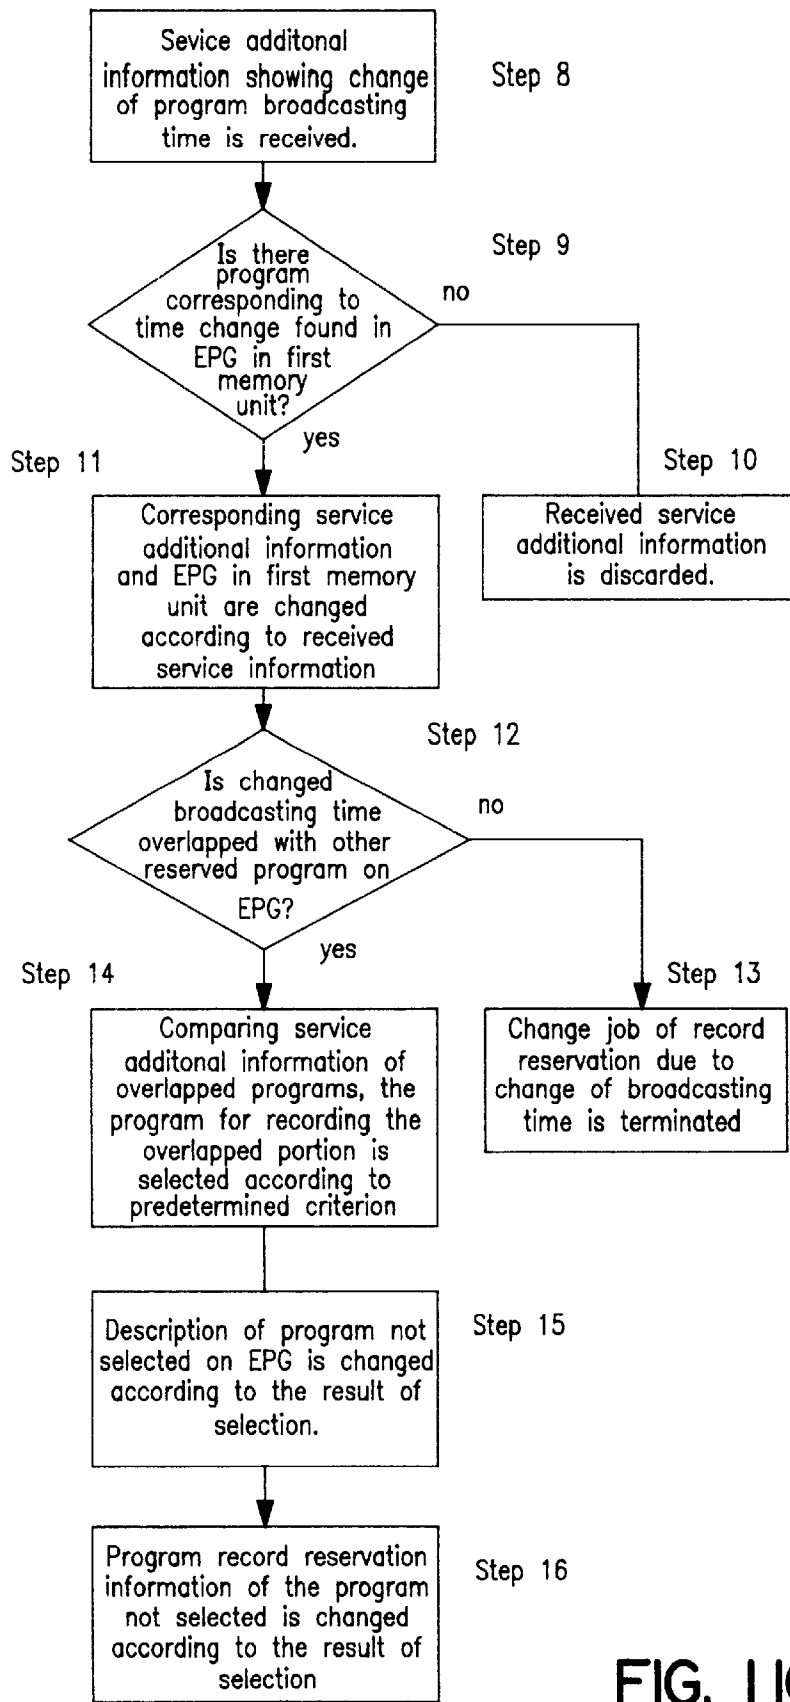 Sevice additonal
information showing change
of program broadcasting
time is received.
Step 8
Step 9
Is there
program
corresponding to
time change found in
EPG in first
memory
unit?
no
yes
Step 11
Step 10
Corresponding service
additional information
and EPG in first memory
unit are changed
according to received
service information
Received service
additional information
is discarded.
Step 12
Is changed
broadcasting time
overlapped with other
reserved program on
EPG?
no
yes
Step 14
Step 13
Comparing service
additonal information of
overlapped programs, the
program for recording the
overlapped portion is
selected according to
predetermined criterion
Change job of record
reservation due to
change of broadcasting
time is terminated
Description of program not
selected on EPG is changed
according to the result of
selection.
Step 15
Program record reservation
information of the program
not selected is changed
according to the result of
selection
Step 16
FIG.